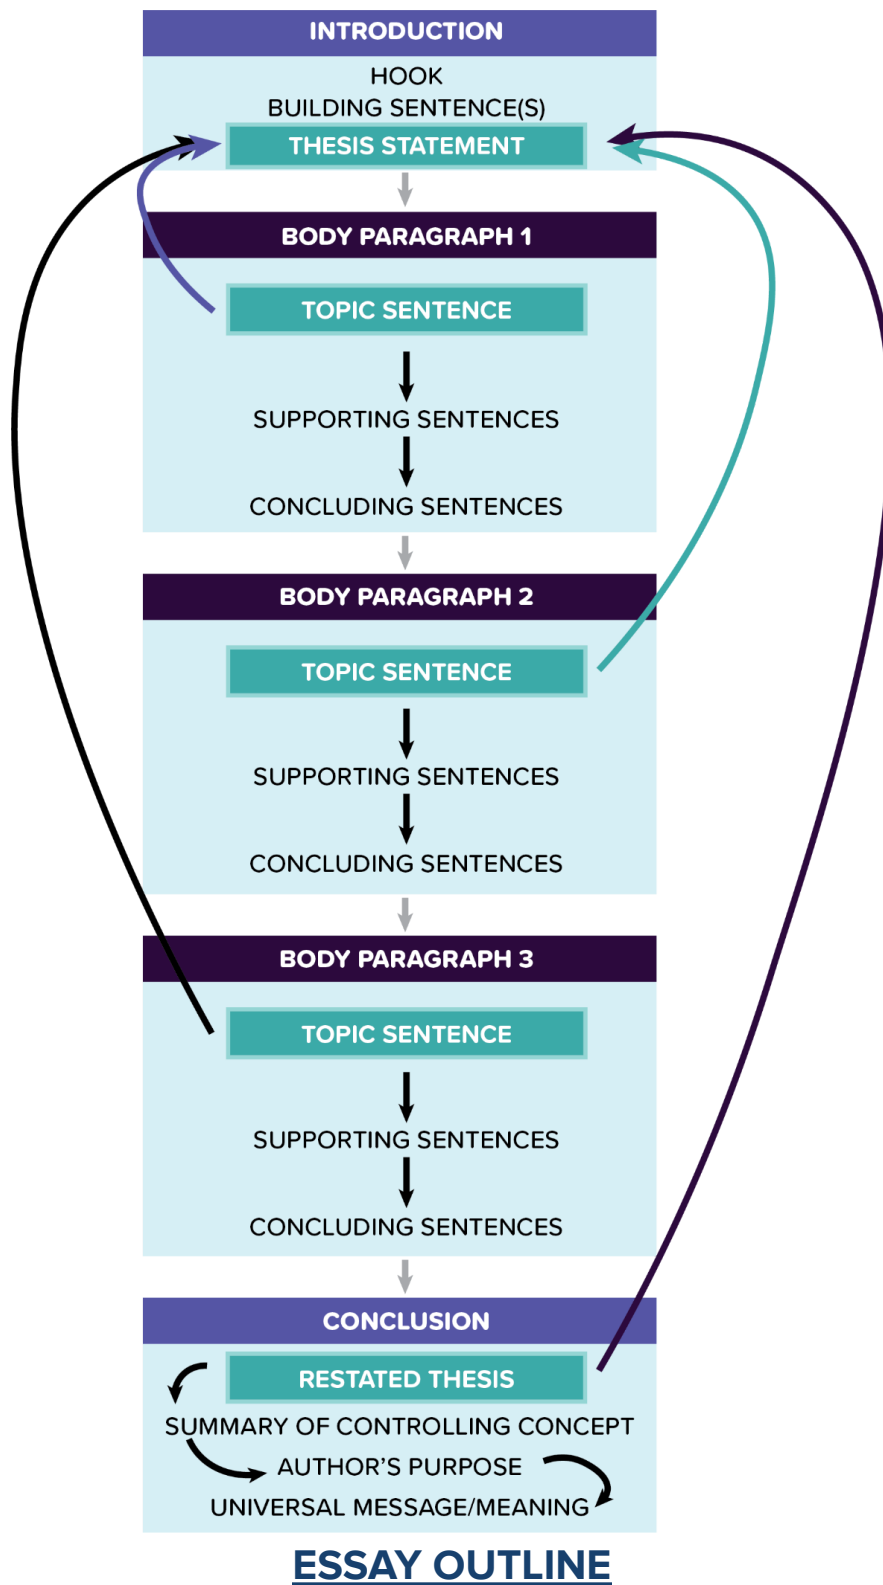 INTRODUCTION
HOOK
BUILDING SENTENCE(S)
THESIS STATEMENT
BODY PARAGRAPH 1
TOPIC SENTENCE
SUPPORTING SENTENCES
CONCLUDING SENTENCES
BODY PARAGRAPH 2
TOPIC SENTENCE
SUPPORTING SENTENCES
CONCLUDING SENTENCES
BODY PARAGRAPH 3
TOPIC SENTENCE
SUPPORTING SENTENCES
CONCLUDING SENTENCES
CONCLUSION
RESTATED THESIS
SUMMARY OF CONTROLLING CONCEPT
AUTHOR'S PURPOSE
UNIVERSAL MESSAGE/MEANING
ESSAY OUTLINE